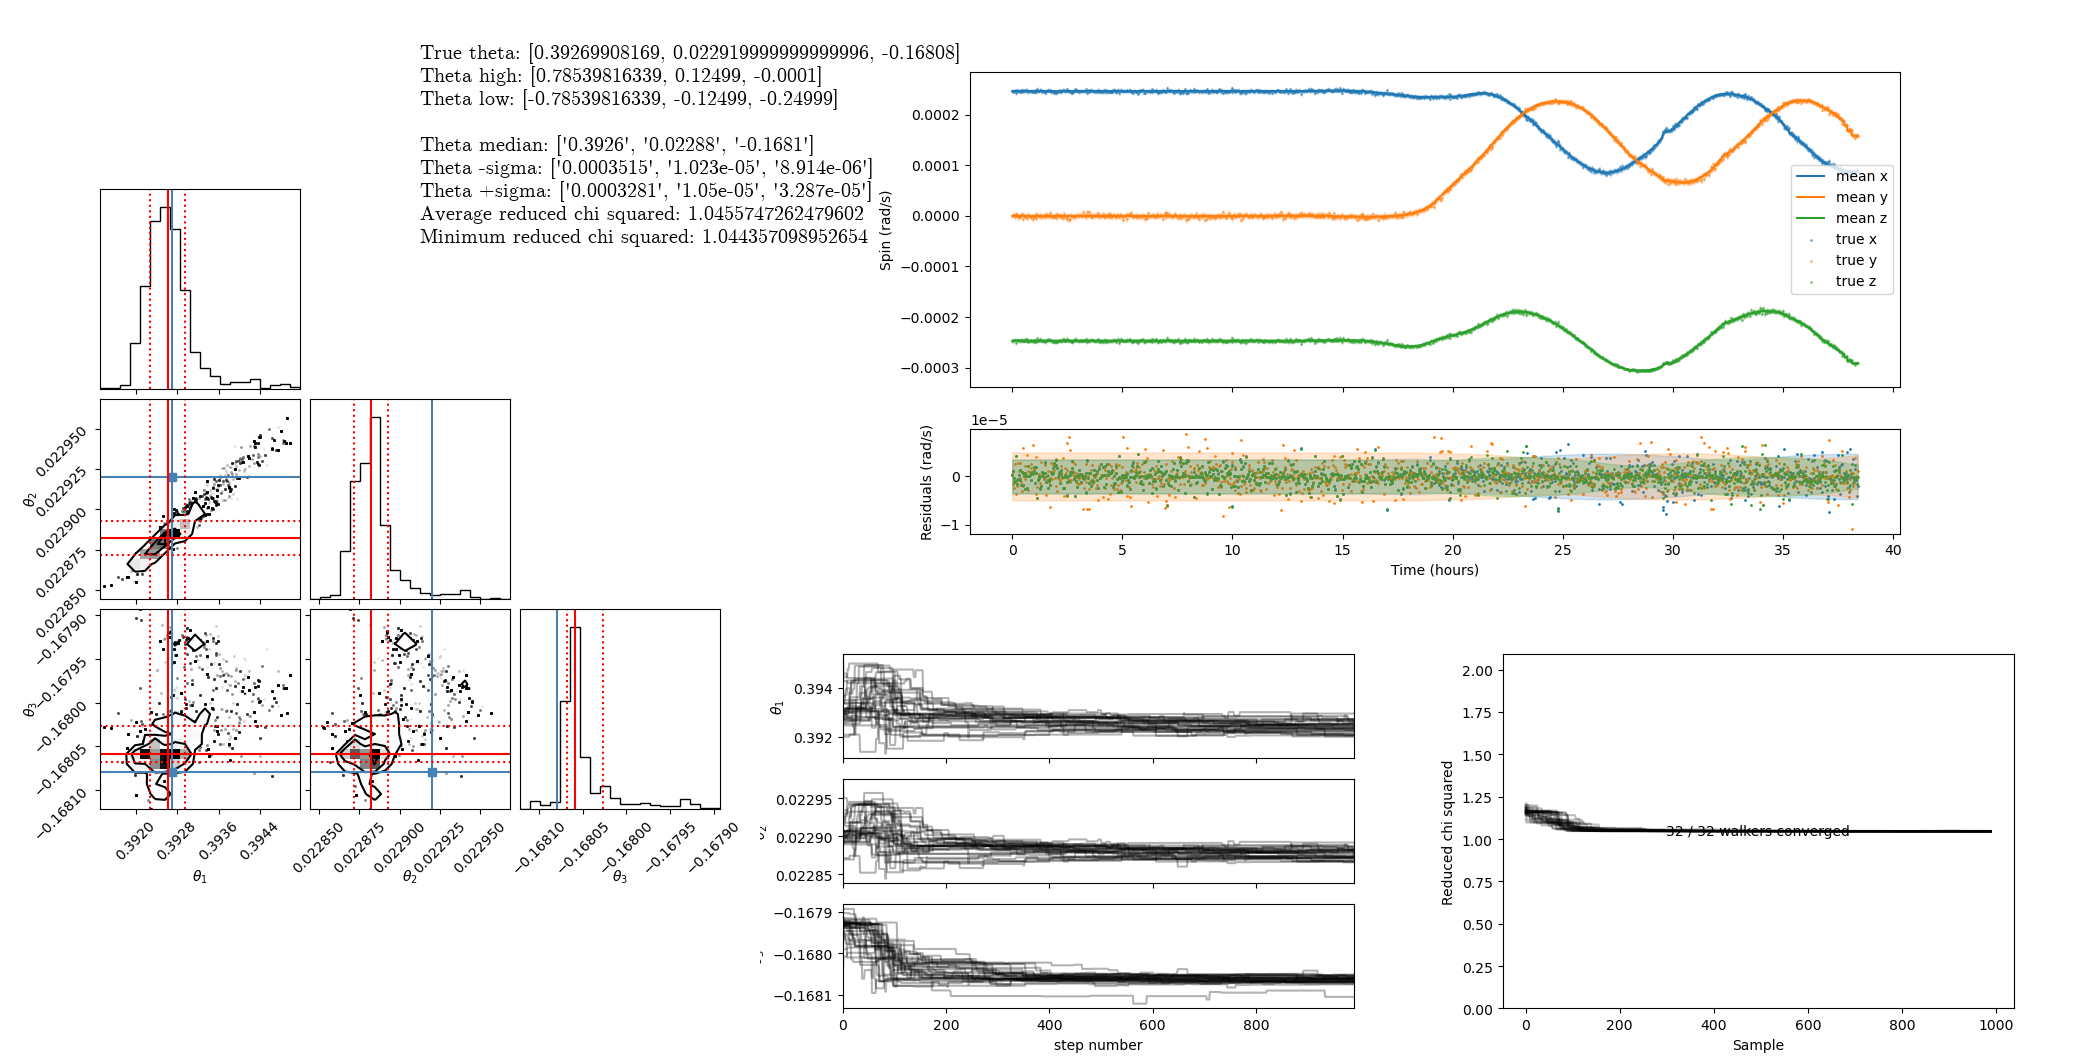 True theta: [0.39269908169, 0.022919999999999996, -0.16808]
Theta high: [0.78539816339, 0.12499, -0.0001]
Theta low: [-0.78539816339, -0.12499, -0.24999]
Theta median: ['0.3926', '0.02288', '-0.1681']
Theta -sigma: ['0.0003515', '1.023e-05', '8.914e-06']
Theta +sigma: ['0.0003281', '1.05e-05', '3.287e-05']
Average reduced chi squared: 1.0455747262479602
Minimum reduced chi squared: 1.044357098952654
Spin (rad/s)
0.0002
0.0001
0.0000
−0.0001
−0.0002
−0.0003
mean x
mean y
mean z
true x
true y
true z
1e−5
Residuals (rad/s)
0
−1
0 5 10 15 20 25 30 35 40
Time (hours)
θ2
0.022950
0.022925
0.022900
0.022875
0.022850
θ3
−0.16790
−0.16795
−0.16800
−0.16805
−0.16810
0.3920 0.3928 0.3936 0.3944
θ1
0.022850 0.022875 0.022900 0.022925 0.022950
θ2
−0.16810 −0.16805 −0.16800 −0.16795 −0.16790
θ3
θ1
0.394
0.392
0.02295
0.02290
0.02285
−0.1679
−0.1680
−0.1681
0 200 400 600 800
step number
Reduced chi squared
2.00
1.75
1.50
1.25
1.00
0.75
0.50
0.25
0.00
32 / 32 walkers converged
0 200 400 600 800 1000
Sample